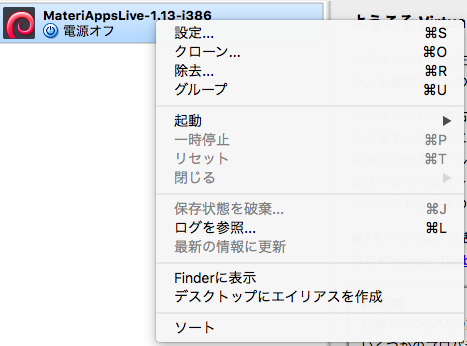 MateriAppsLive-1.13-i386
電源オフ
設定... ⌘S
クローン... ⌘O
除去... ⌘R
グループ ⌘U
起動
一時停止 ⌘P
リセット ⌘T
閉じる
保存状態を破棄... ⌘J
ログを参照... ⌘L
最新の情報に更新
Finderに表示
デスクトップにエイリアスを作成
ソート